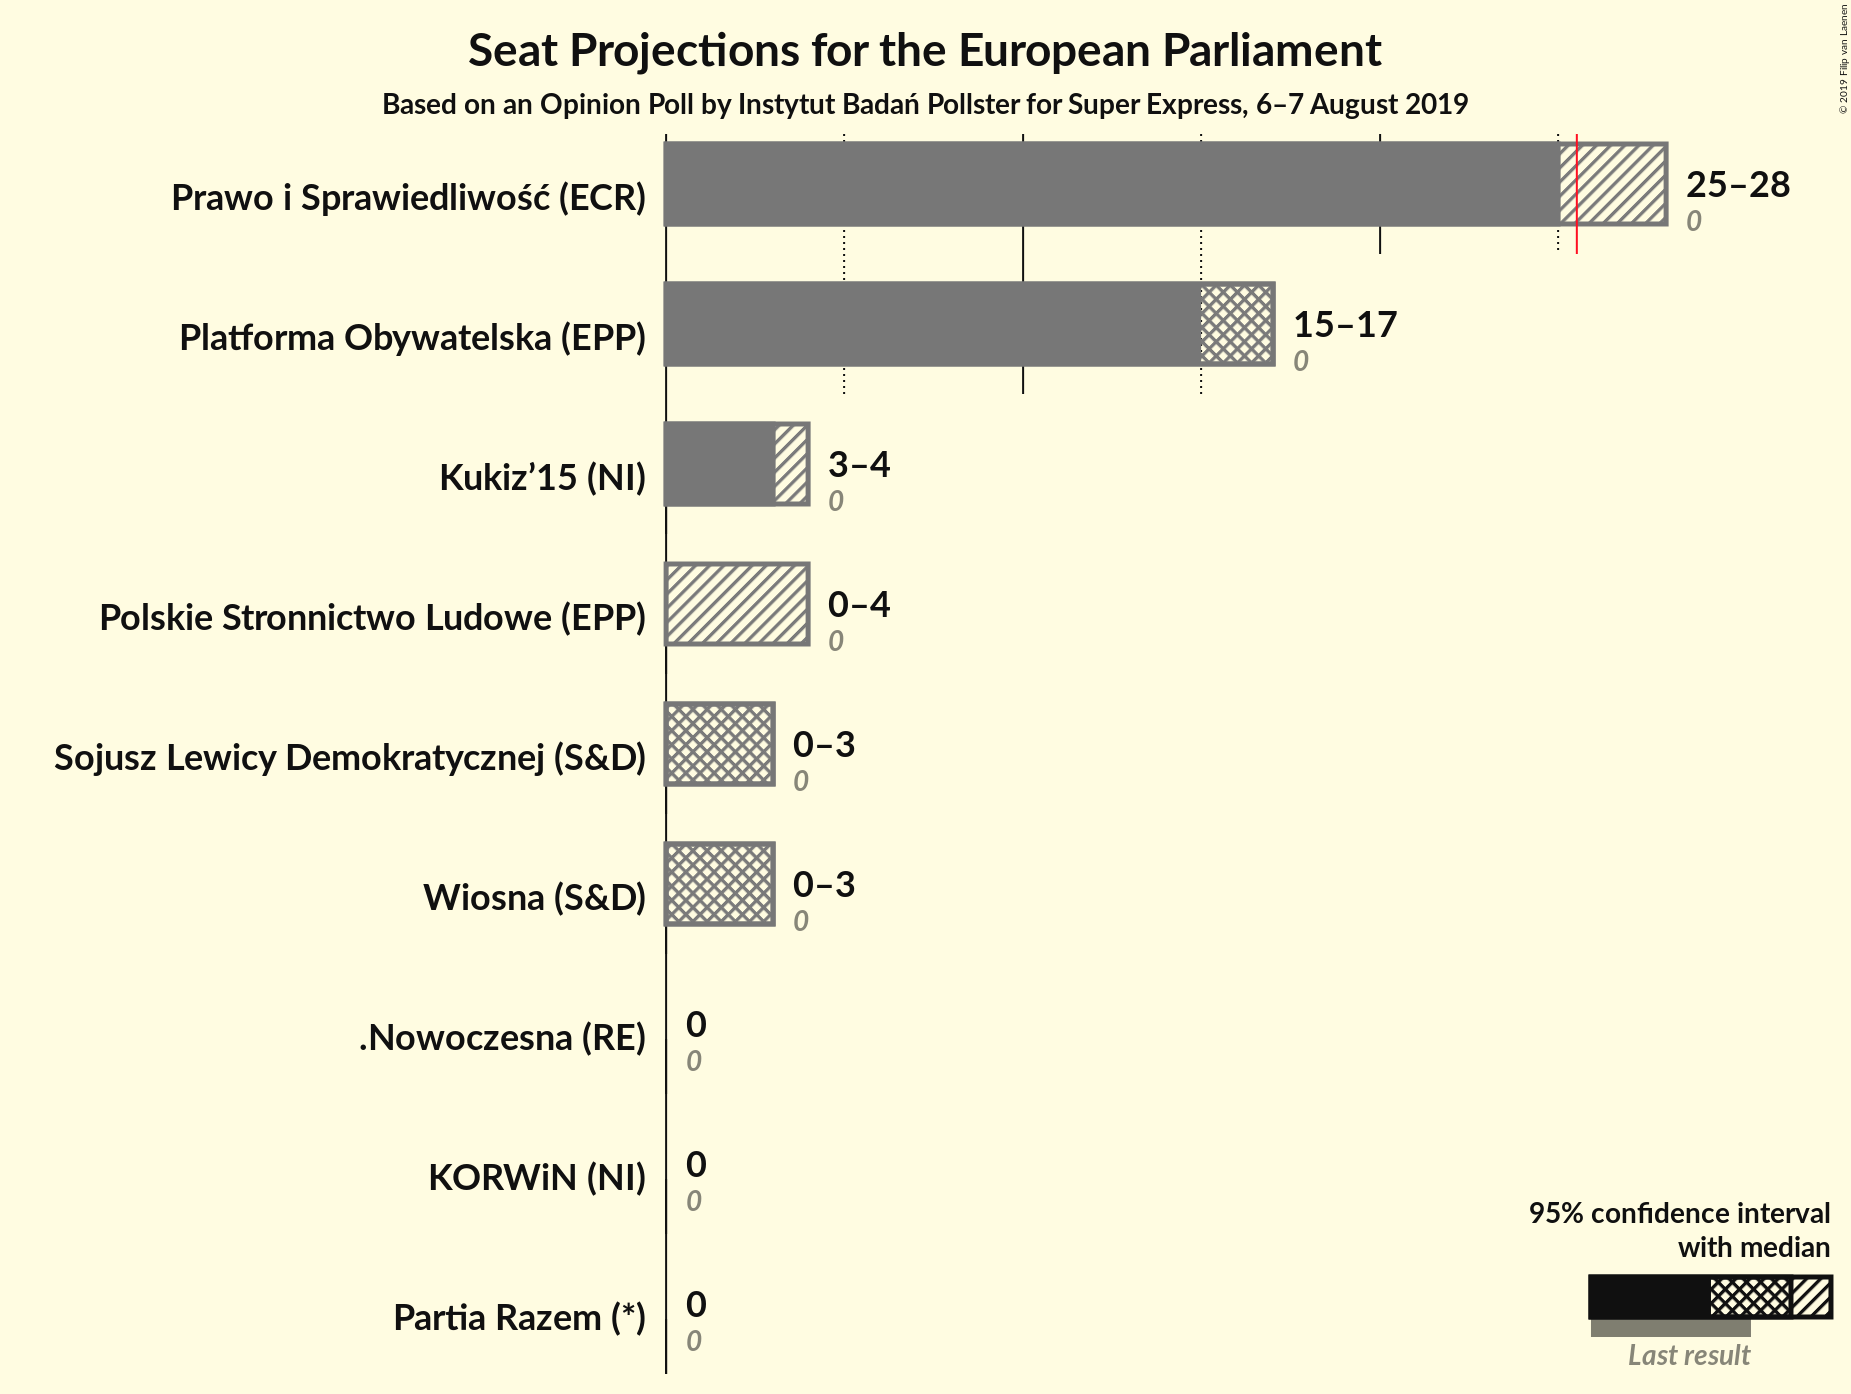 Seat Projections for the European Parliament
Based on an Opinion Poll by Instytut Badań Pollster for Super Express, 6–7 August 2019
© 2019 Filip van Laenen
Prawo i Sprawiedliwość (ECR)
25–28
0
Platforma Obywatelska (EPP)
15–17
0
Kukiz’15 (NI)
3–4
0
Polskie Stronnictwo Ludowe (EPP)
0–4
0
Sojusz Lewicy Demokratycznej (S&D)
0–3
0
Wiosna (S&D)
0–3
0
.Nowoczesna (RE)
0
0
KORWiN (NI)
0
0
Partia Razem (*)
0
0
95% confidence interval
with median
Last result